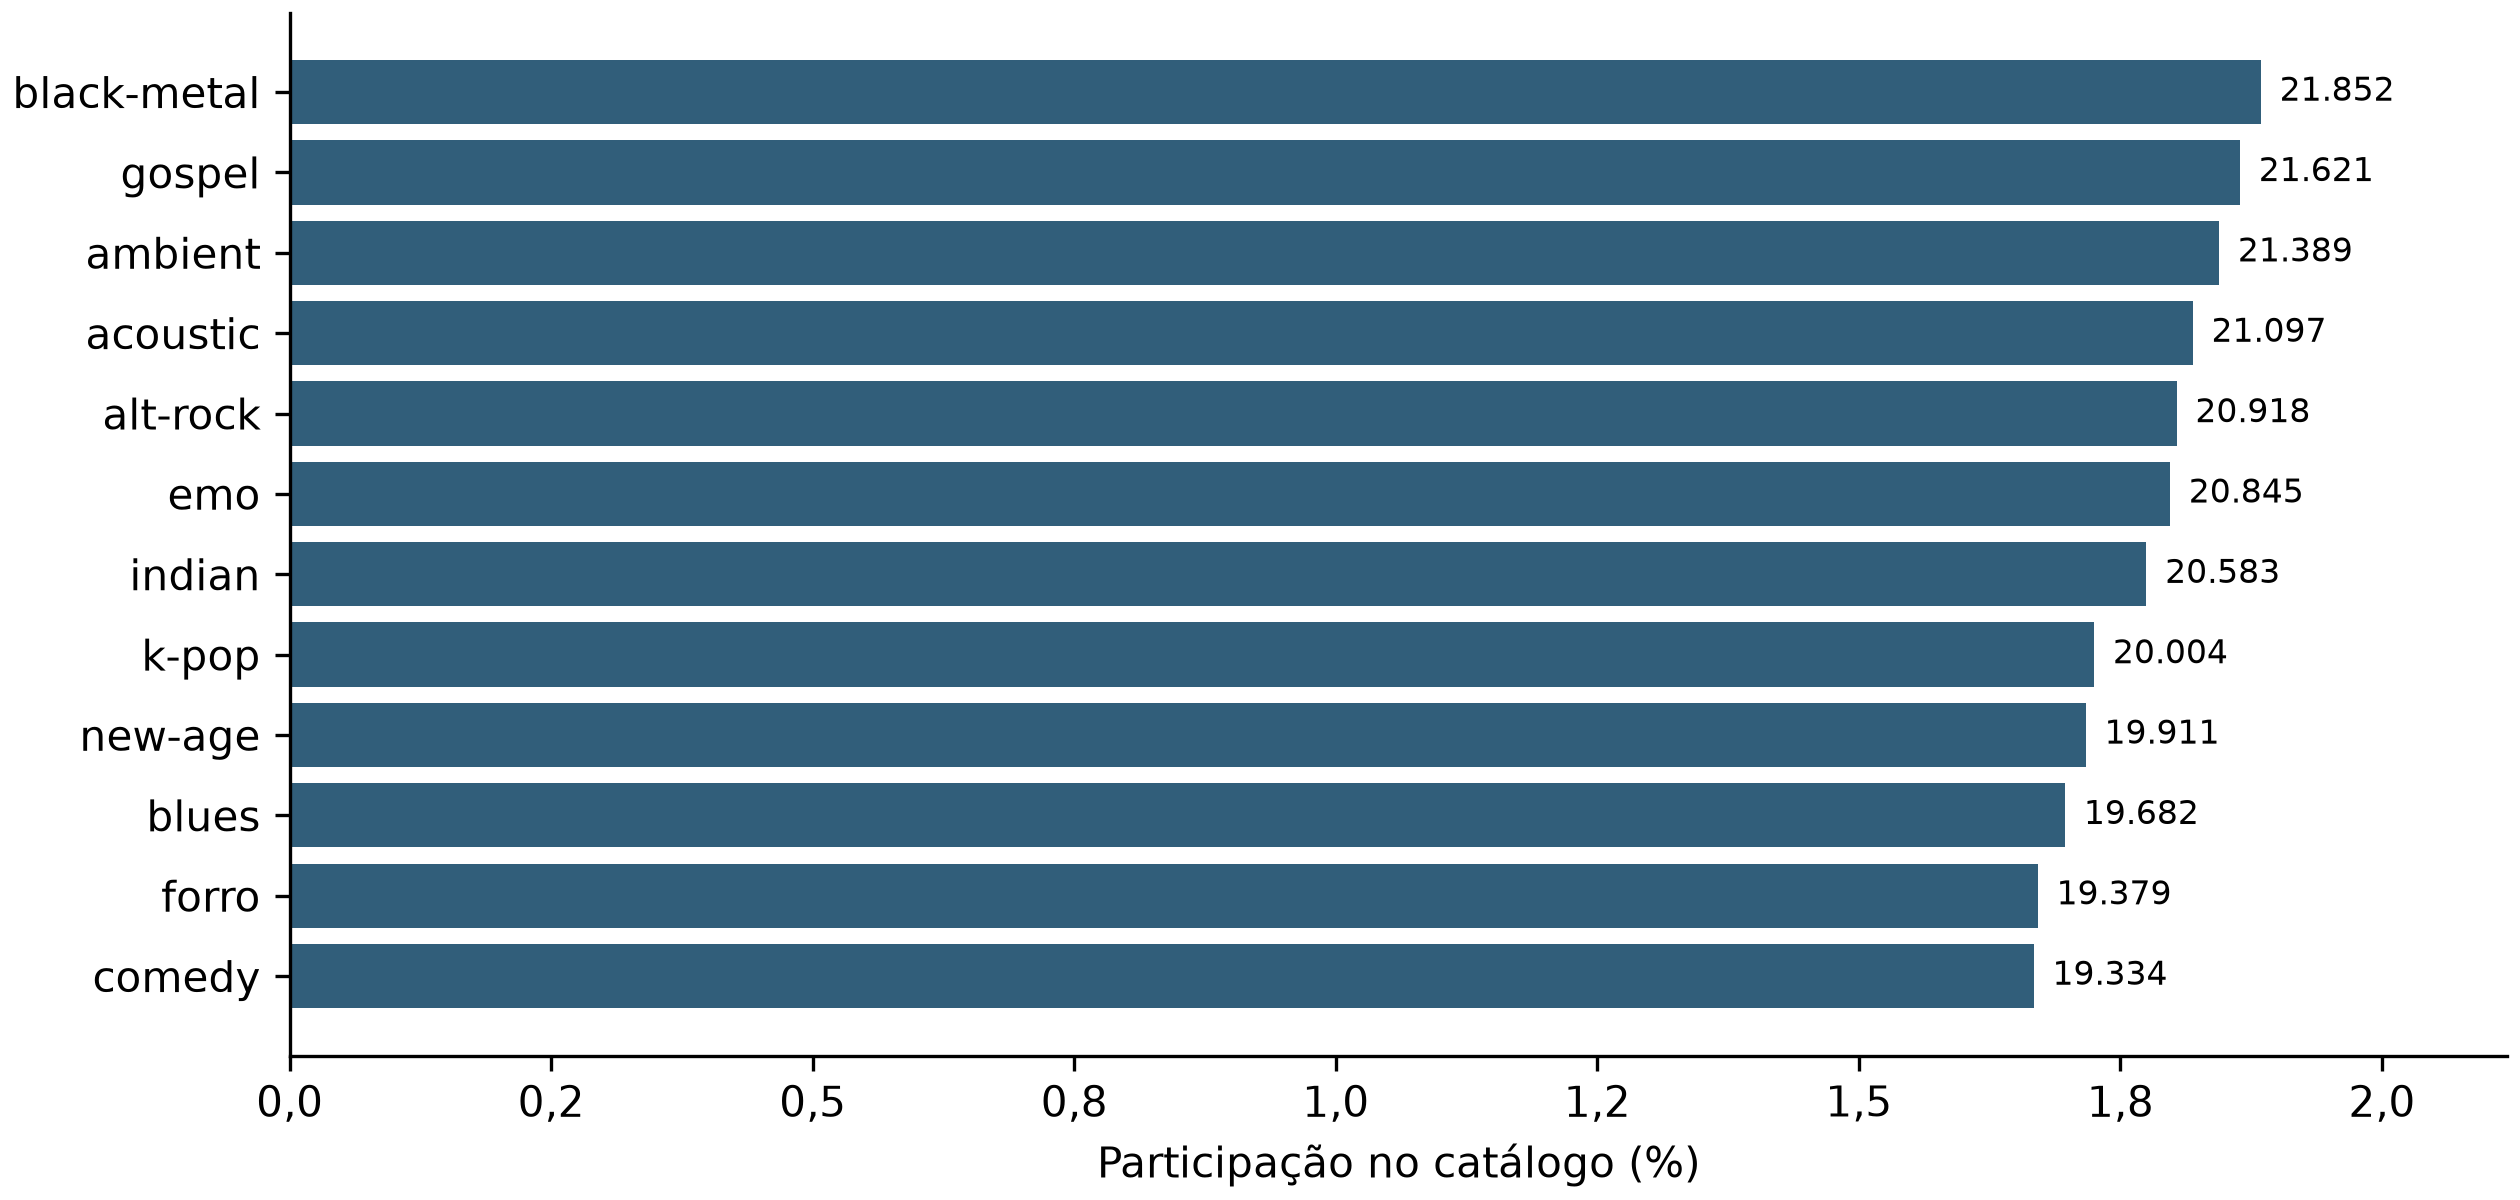 black-metal 21.852
gospel 21.621
ambient 21.389
acoustic 21.097
alt-rock 20.918
emo 20.845
indian 20.583
k-pop 20.004
new-age 19.911
blues 19.682
forro 19.379
comedy 19.334
0,0 0,2 0,5 0,8 1,0 1,2 1,5 1,8 2,0
Participação no catálogo (%)